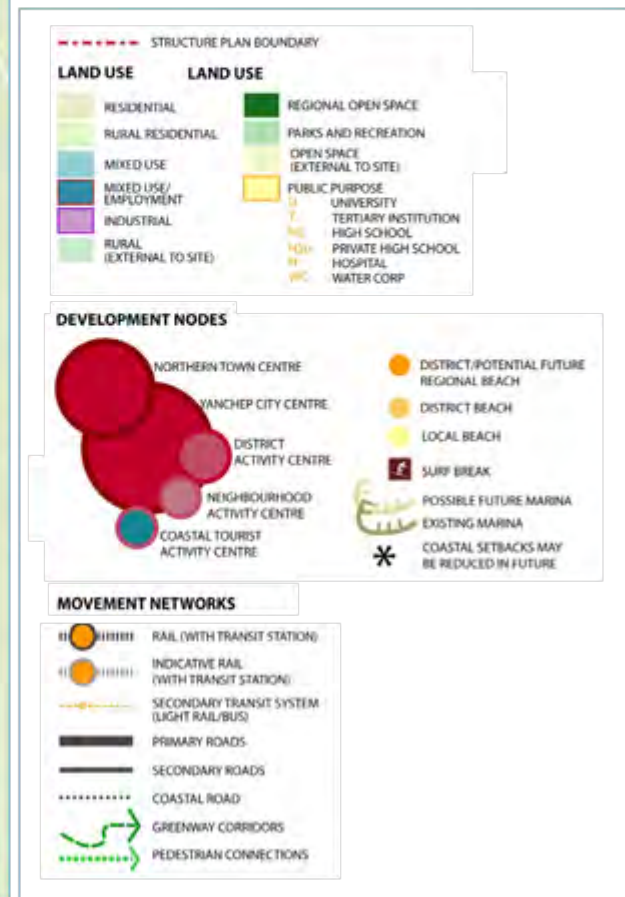 STRUCTURE PLAN BOUNDARY
LAND USE
LAND USE
RESIDENTIAL
RURAL RESIDENTIAL
MIXED USE
MIXED USE/
EMPLOYMENT
INDUSTRIAL
RURAL
(EXTERNAL TO SITE)
REGIONAL OPEN SPACE
PARKS AND RECREATION
OPEN SPACE
(EXTERNAL TO SITE)
PUBLIC PURPOSE
U UNIVERSITY
T TERTIARY INSTITUTION
HS HIGH SCHOOL
PRIVATE HIGH SCHOOL
H HOSPITAL
WC WATER CORP
DEVELOPMENT NODES
NORTHERN TOWN CENTRE
YANCHEP CITY CENTRE
DISTRICT
ACTIVITY CENTRE
NEIGHBOURHOOD
ACTIVITY CENTRE
COASTAL TOURIST
ACTIVITY CENTRE
DISTRICT/POTENTIAL FUTURE
REGIONAL BEACH
DISTRICT BEACH
LOCAL BEACH
SURF BREAK
POSSIBLE FUTURE MARINA
EXISTING MARINA
COASTAL SETBACKS MAY
BE REDUCED IN FUTURE
MOVEMENT NETWORKS
RAIL (WITH TRANSIT STATION)
INDICATIVE RAIL
(WITH TRANSIT STATION)
SECONDARY TRANSIT SYSTEM
(LIGHT RAIL/BUS)
PRIMARY ROADS
SECONDARY ROADS
COASTAL ROAD
GREENWAY CORRIDORS
PEDESTRIAN CONNECTIONS